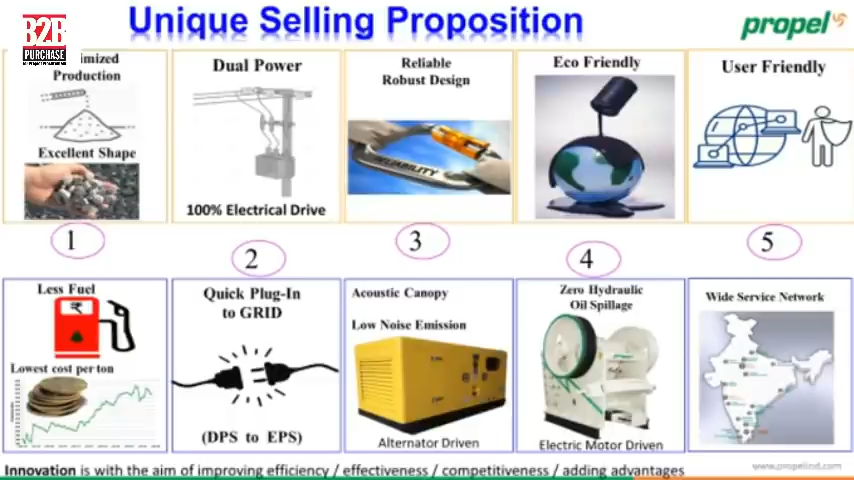 Unique Selling Proposition
propel
B2B
PURCHASE
Production
Excellent Shape
Dual Power
100% Electrical Drive
Reliable
Robust Design
RELIABILITY
Eco Friendly
User Friendly
1
2
3
4
5
Less Fuel
₹
Lowest cost per ton
Quick Plug-In
to GRID
(DPS to EPS)
Acoustic Canopy
Low Noise Emission
Alternator Driven
Zero Hydraulic
Oil Spillage
Electric Motor Driven
Wide Service Network
Innovation is with the aim of improving efficiency / effectiveness / competitiveness / adding advantages
www.propelind.com